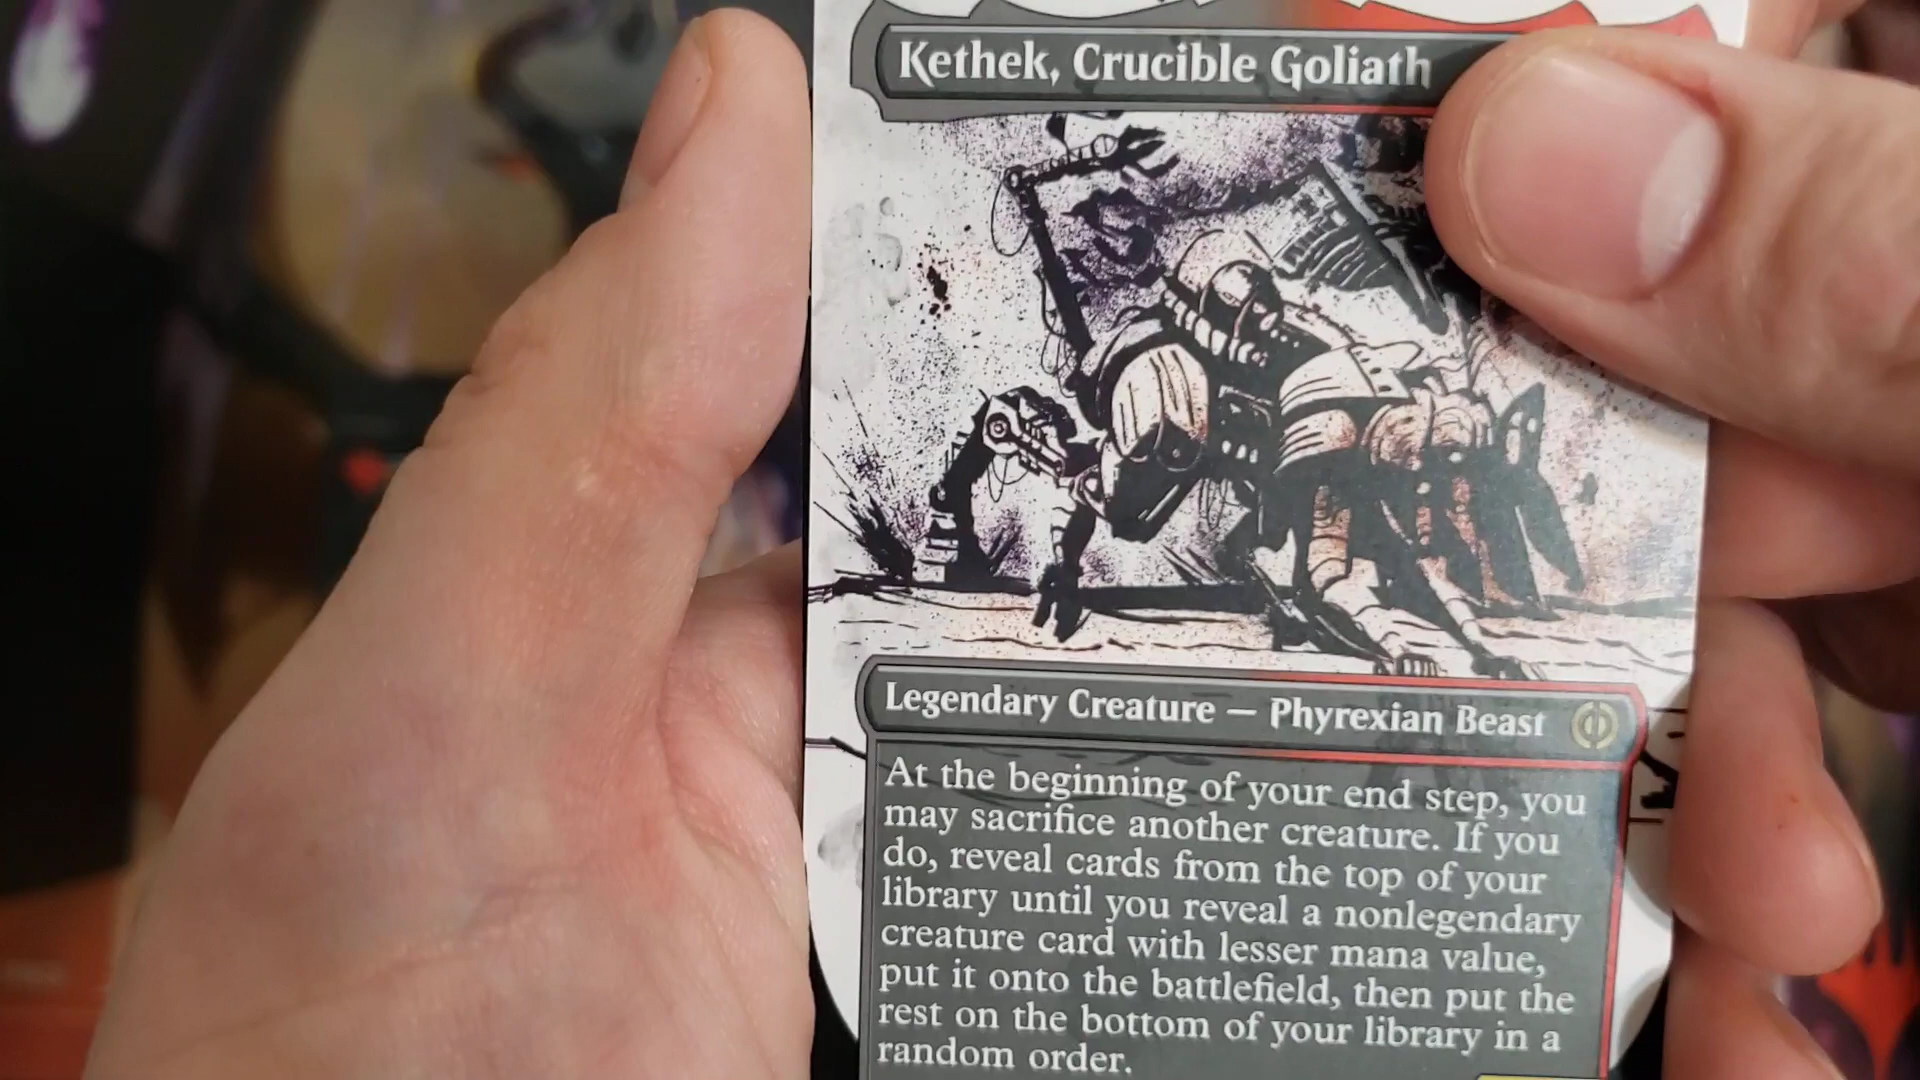 Kethek, Crucible Goliath
Legendary Creature — Phyrexian Beast
At the beginning of your end step, you
may sacrifice another creature. If you
do, reveal cards from the top of your
library until you reveal a nonlegendary
creature card with lesser mana value,
put it onto the battlefield, then put the
rest on the bottom of your library in a
random order.